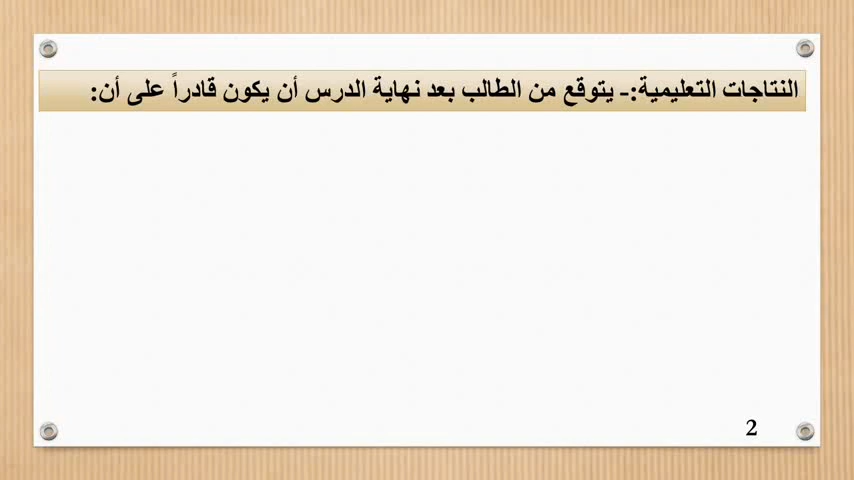 النتاجات التعليمية:- يتوقع من الطالب بعد نهاية الدرس أن يكون قادراً على أن:
2